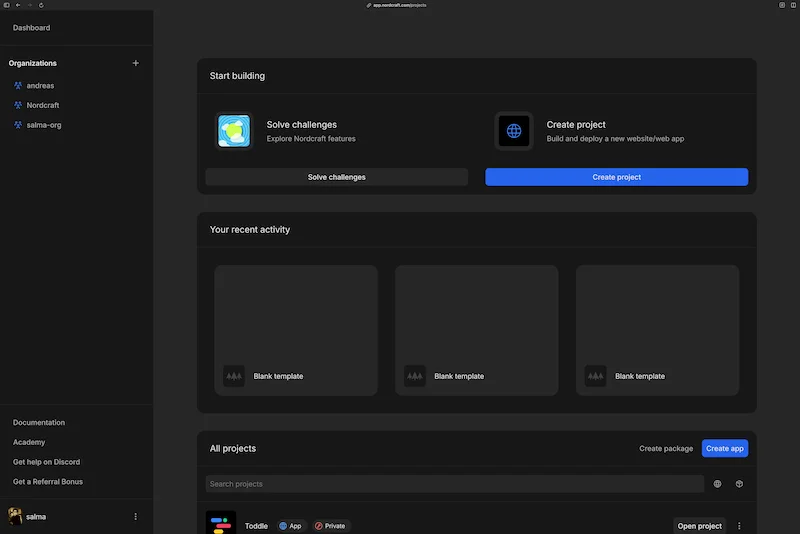 app.nordcraft.com/projects
Dashboard
Organizations
andreas
Nordcraft
salma-org
Documentation
Academy
Get help on Discord
Get a Referral Bonus
salma
Start building
Solve challenges
Explore Nordcraft features
Solve challenges
Create project
Build and deploy a new website/web app
Create project
Your recent activity
Blank template
Blank template
Blank template
All projects
Create package
Create app
Search projects
Toddle
App
Private
Open project